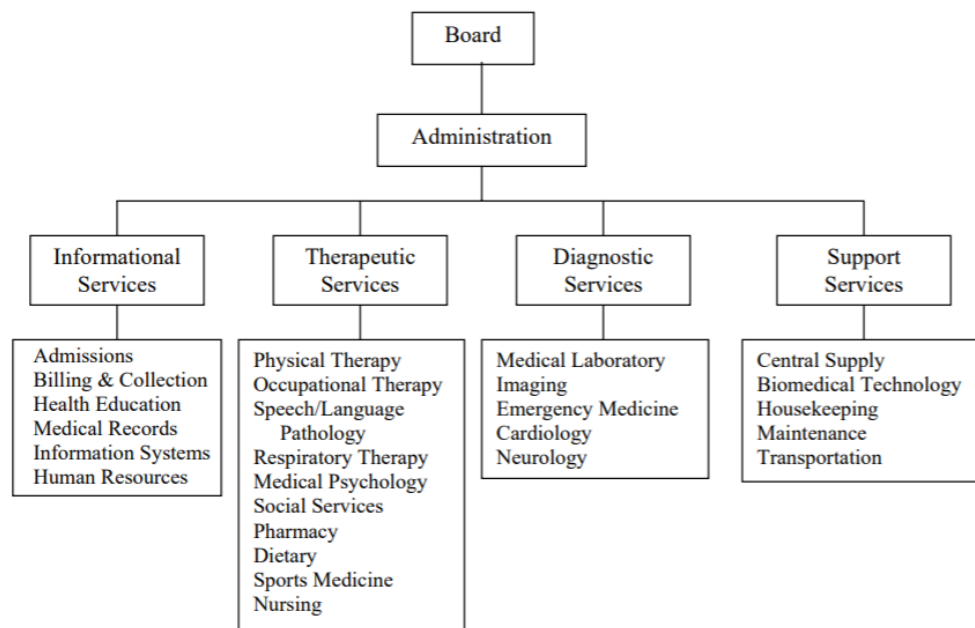 Board
Administration
Informational
Services
Therapeutic
Services
Diagnostic
Services
Support
Services
Admissions
Billing & Collection
Health Education
Medical Records
Information Systems
Human Resources
Physical Therapy
Occupational Therapy
Speech/Language
Pathology
Respiratory Therapy
Medical Psychology
Social Services
Pharmacy
Dietary
Sports Medicine
Nursing
Medical Laboratory
Imaging
Emergency Medicine
Cardiology
Neurology
Central Supply
Biomedical Technology
Housekeeping
Maintenance
Transportation